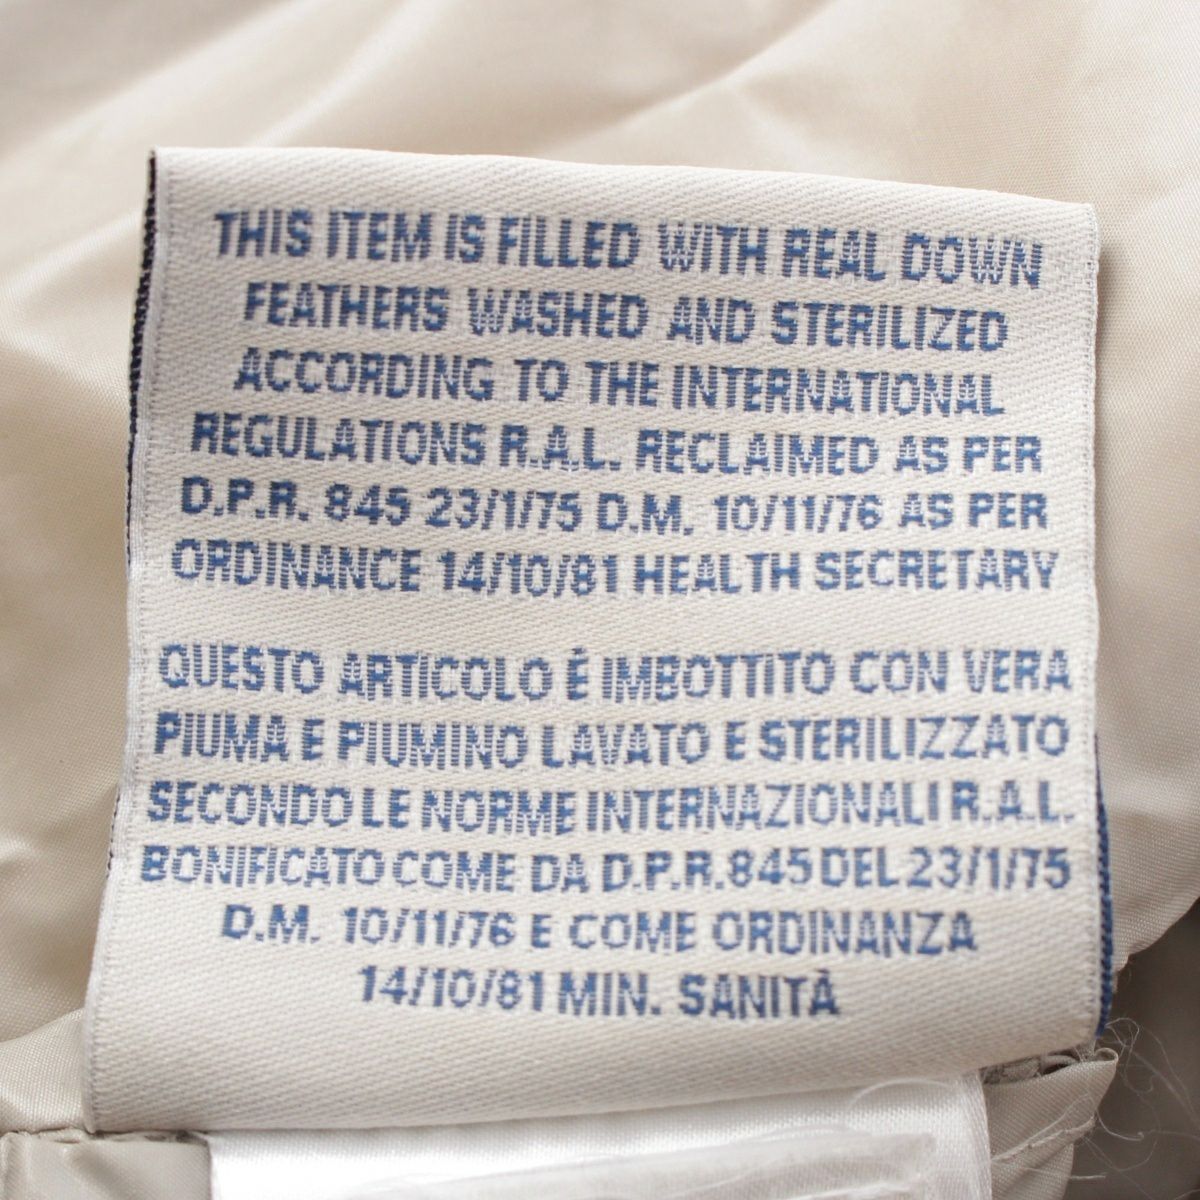 THIS ITEM IS FILLED WITH REAL DOWN
FEATHERS WASHED AND STERILIZED
ACCORDING TO THE INTERNATIONAL
REGULATIONS R.A.L. RECLAIMED AS PER
D.P.R. 845 23/1/75 D.M. 10/11/76 AS PER
ORDINANCE 14/10/81 HEALTH SECRETARY
QUESTO ARTICOLO È IMBOTTITO CON VERA
PIUMA E PIUMINO LAVATO E STERILIZZATO
SECONDO LE NORME INTERNAZIONALI R.A.L.
BONIFICATO COME DA D.P.R. 845 DEL 23/1/75
D.M. 10/11/76 E COME ORDINANZA
14/10/81 MIN. SANITÀ